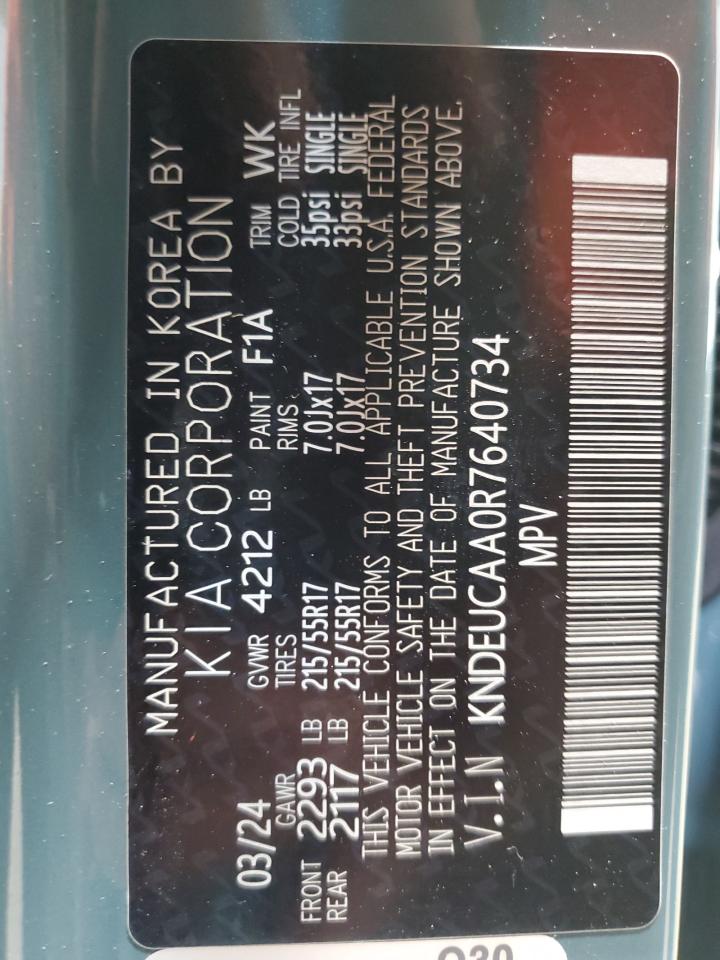 MANUFACTURED IN KOREA BY
KIA CORPORATION
03/24 GVWR 4212 LB PAINT F1A TRIM WK
GAWR TIRES RIMS COLD TIRE INFL
FRONT 2293 LB 215/55R17 7.0Jx17 35psi SINGLE
REAR 2117 LB 215/55R17 7.0Jx17 33psi SINGLE
THIS VEHICLE CONFORMS TO ALL APPLICABLE U.S.A. FEDERAL
MOTOR VEHICLE SAFETY AND THEFT PREVENTION STANDARDS
IN EFFECT ON THE DATE OF MANUFACTURE SHOWN ABOVE.
V.I.N KNDEUCAA0R7640734
MPV